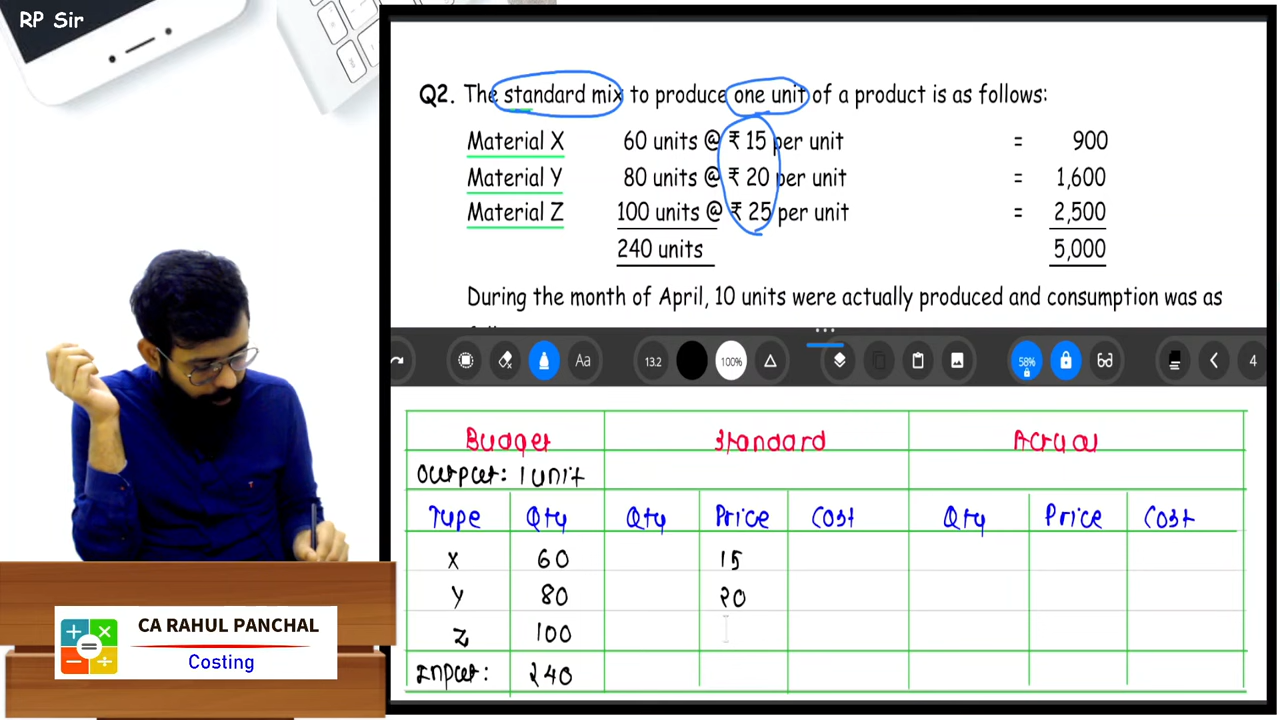 RP Sir
Q2. The standard mix to produce one unit of a product is as follows:
Material X 60 units @ ₹ 15 per unit = 900
Material Y 80 units @ ₹ 20 per unit = 1,600
Material Z 100 units @ ₹ 25 per unit = 2,500
240 units 5,000
During the month of April, 10 units were actually produced and consumption was as
Aa 13.2 100% 58% 4
Budget Standard Actual
Output: 1 unit
Type Qty Qty Price Cost Qty Price Cost
X 60 15
Y 80 20
Z 100
Input: 240
CA RAHUL PANCHAL
Costing